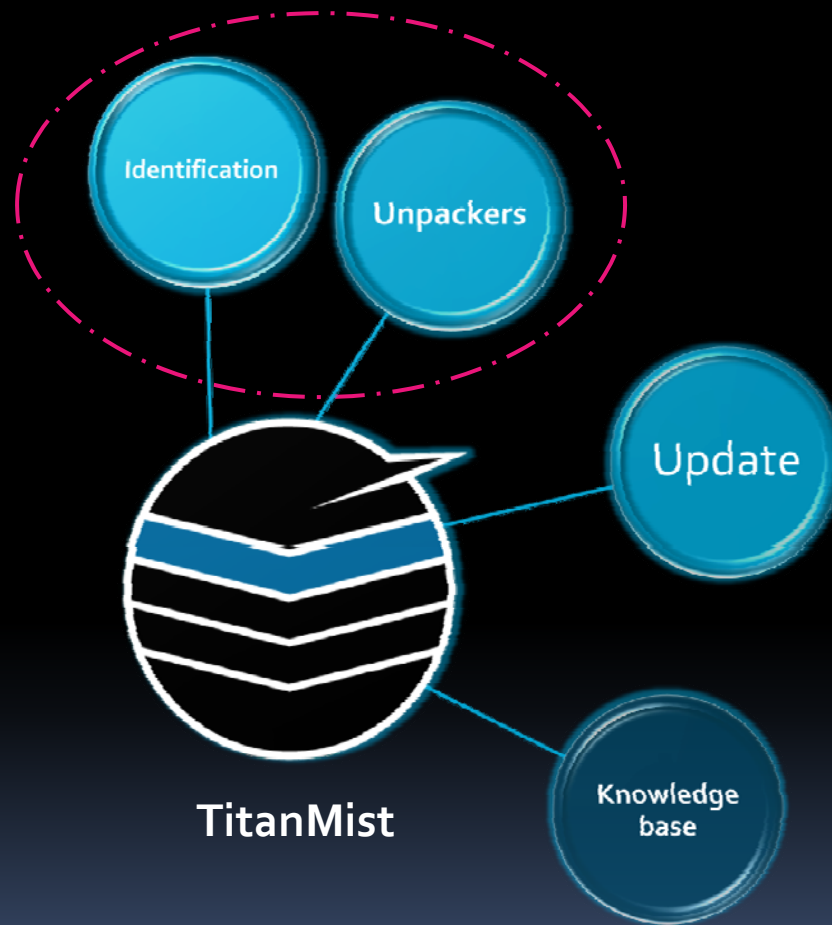 Identification
Unpackers
Update
Knowledge
base
TitanMist